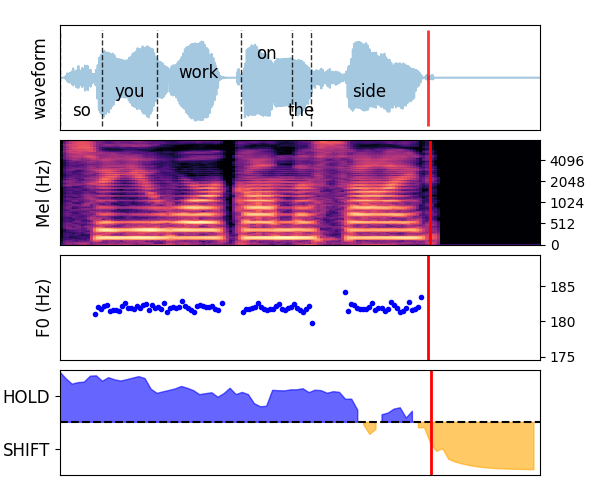 waveform
so
you
work
on
the
side
Mel (Hz)
4096
2048
1024
512
0
F0 (Hz)
185
180
175
HOLD
SHIFT